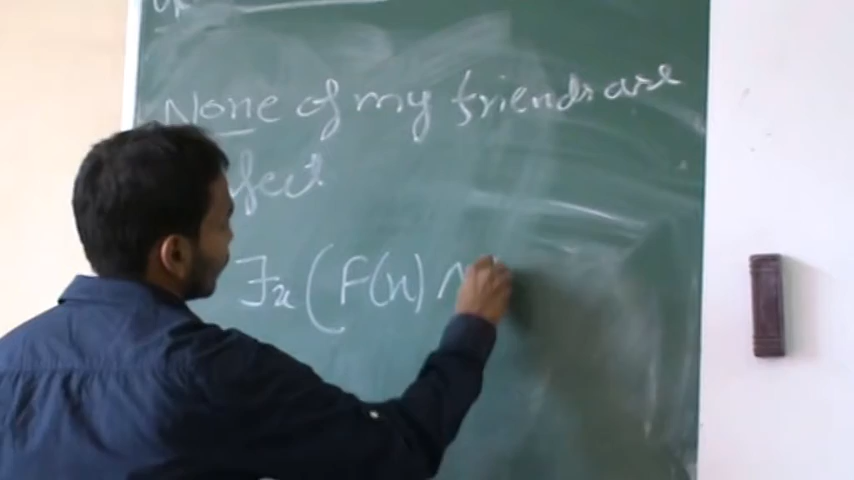 None of my friends are
fect
∃x (F(x) ∧